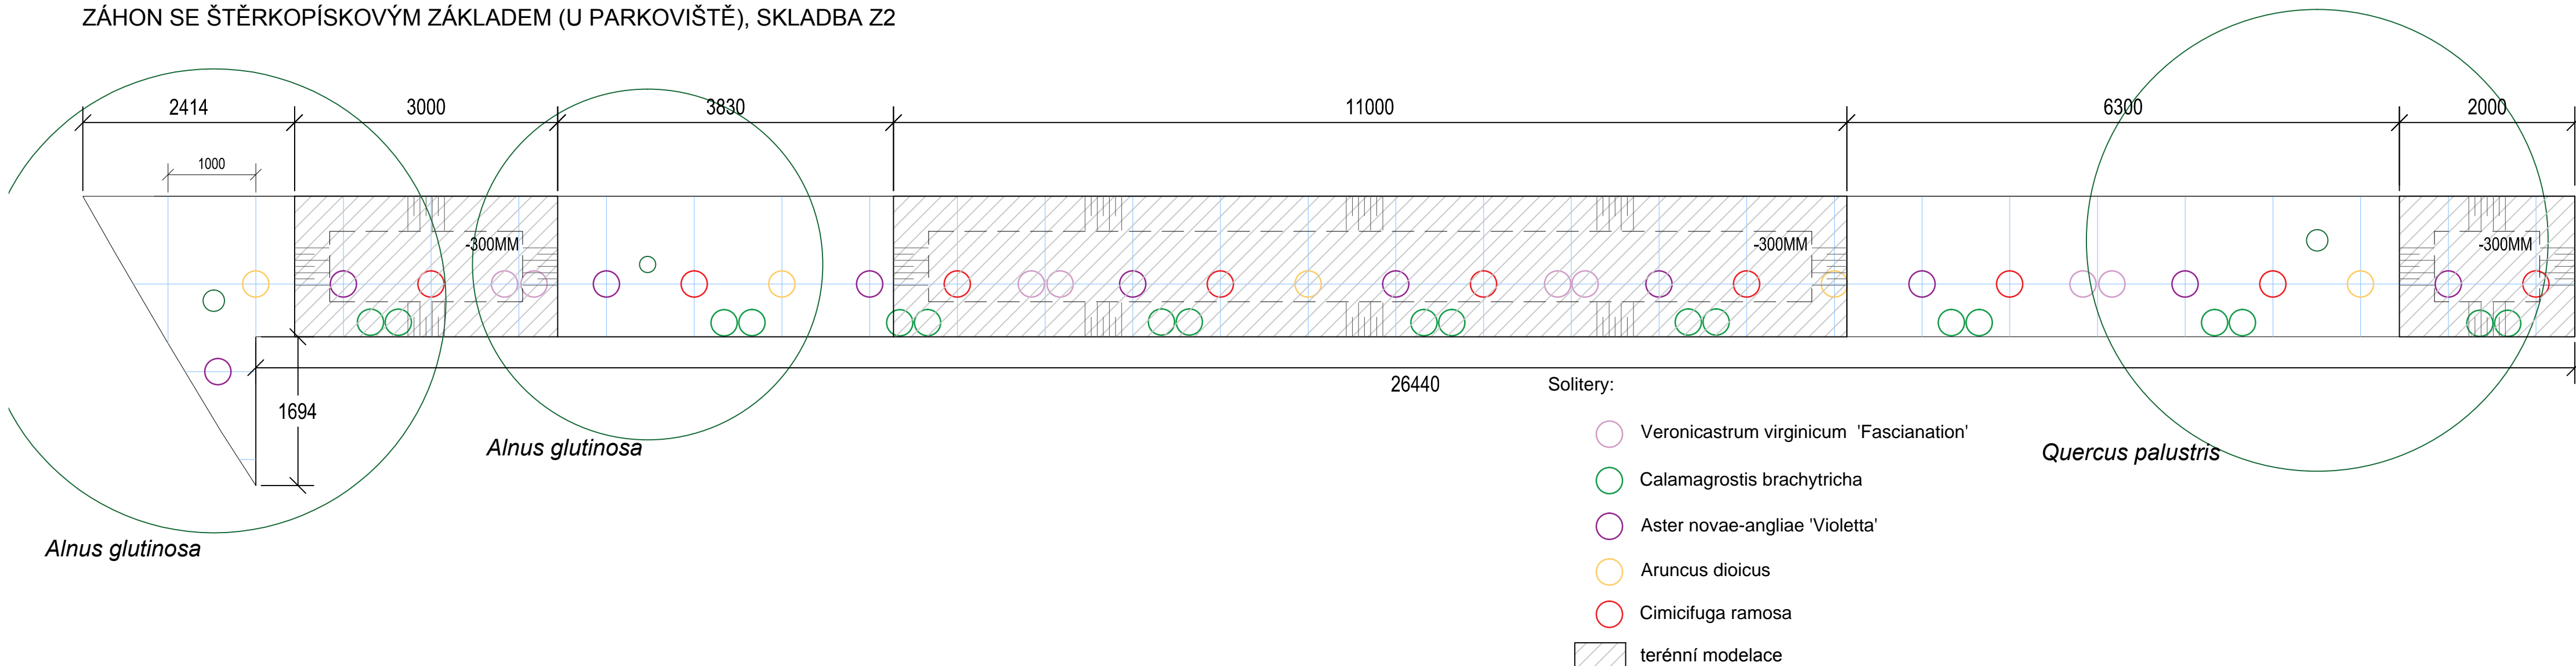 ZÁHON SE ŠTĚRKOPÍSKOVÝM ZÁKLADEM (U PARKOVIŠTĚ), SKLADBA Z2
2414 3000 3830 11000 6300 2000
1000
-300MM -300MM -300MM
26440
1694
Solitery:
Veronicastrum virginicum 'Fascianation'
Alnus glutinosa
Quercus palustris
Calamagrostis brachytricha
Aster novae-angliae 'Violetta'
Alnus glutinosa
Aruncus dioicus
Cimicifuga ramosa
terénní modelace